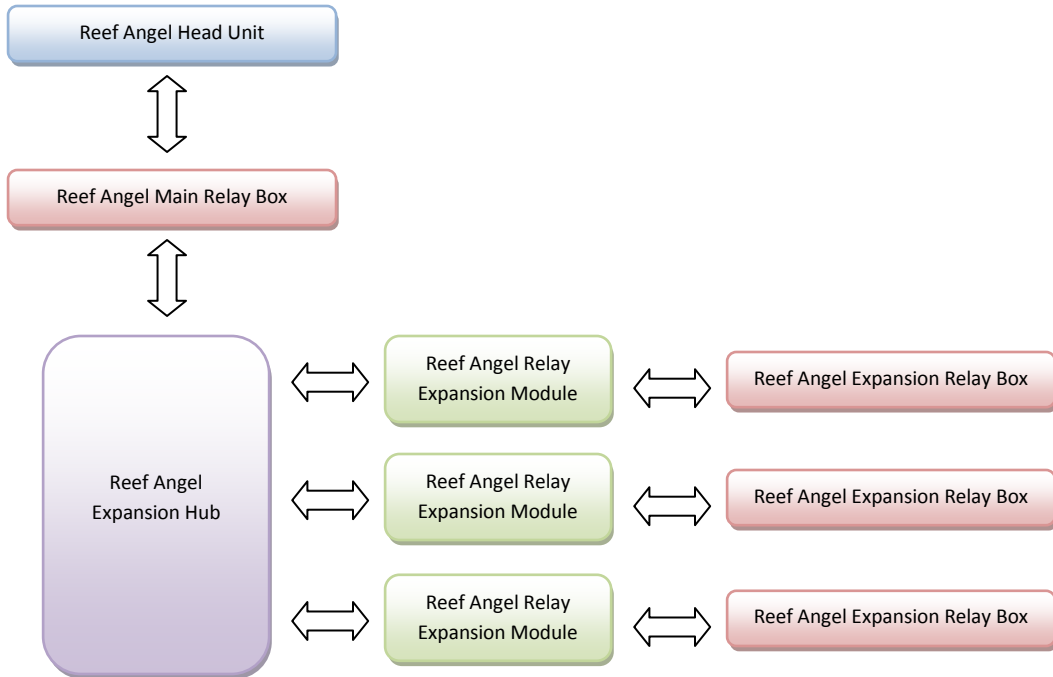 Reef Angel Head Unit
Reef Angel Main Relay Box
Reef Angel
Expansion Hub
Reef Angel Relay
Expansion Module
Reef Angel Expansion Relay Box
Reef Angel Relay
Expansion Module
Reef Angel Expansion Relay Box
Reef Angel Relay
Expansion Module
Reef Angel Expansion Relay Box